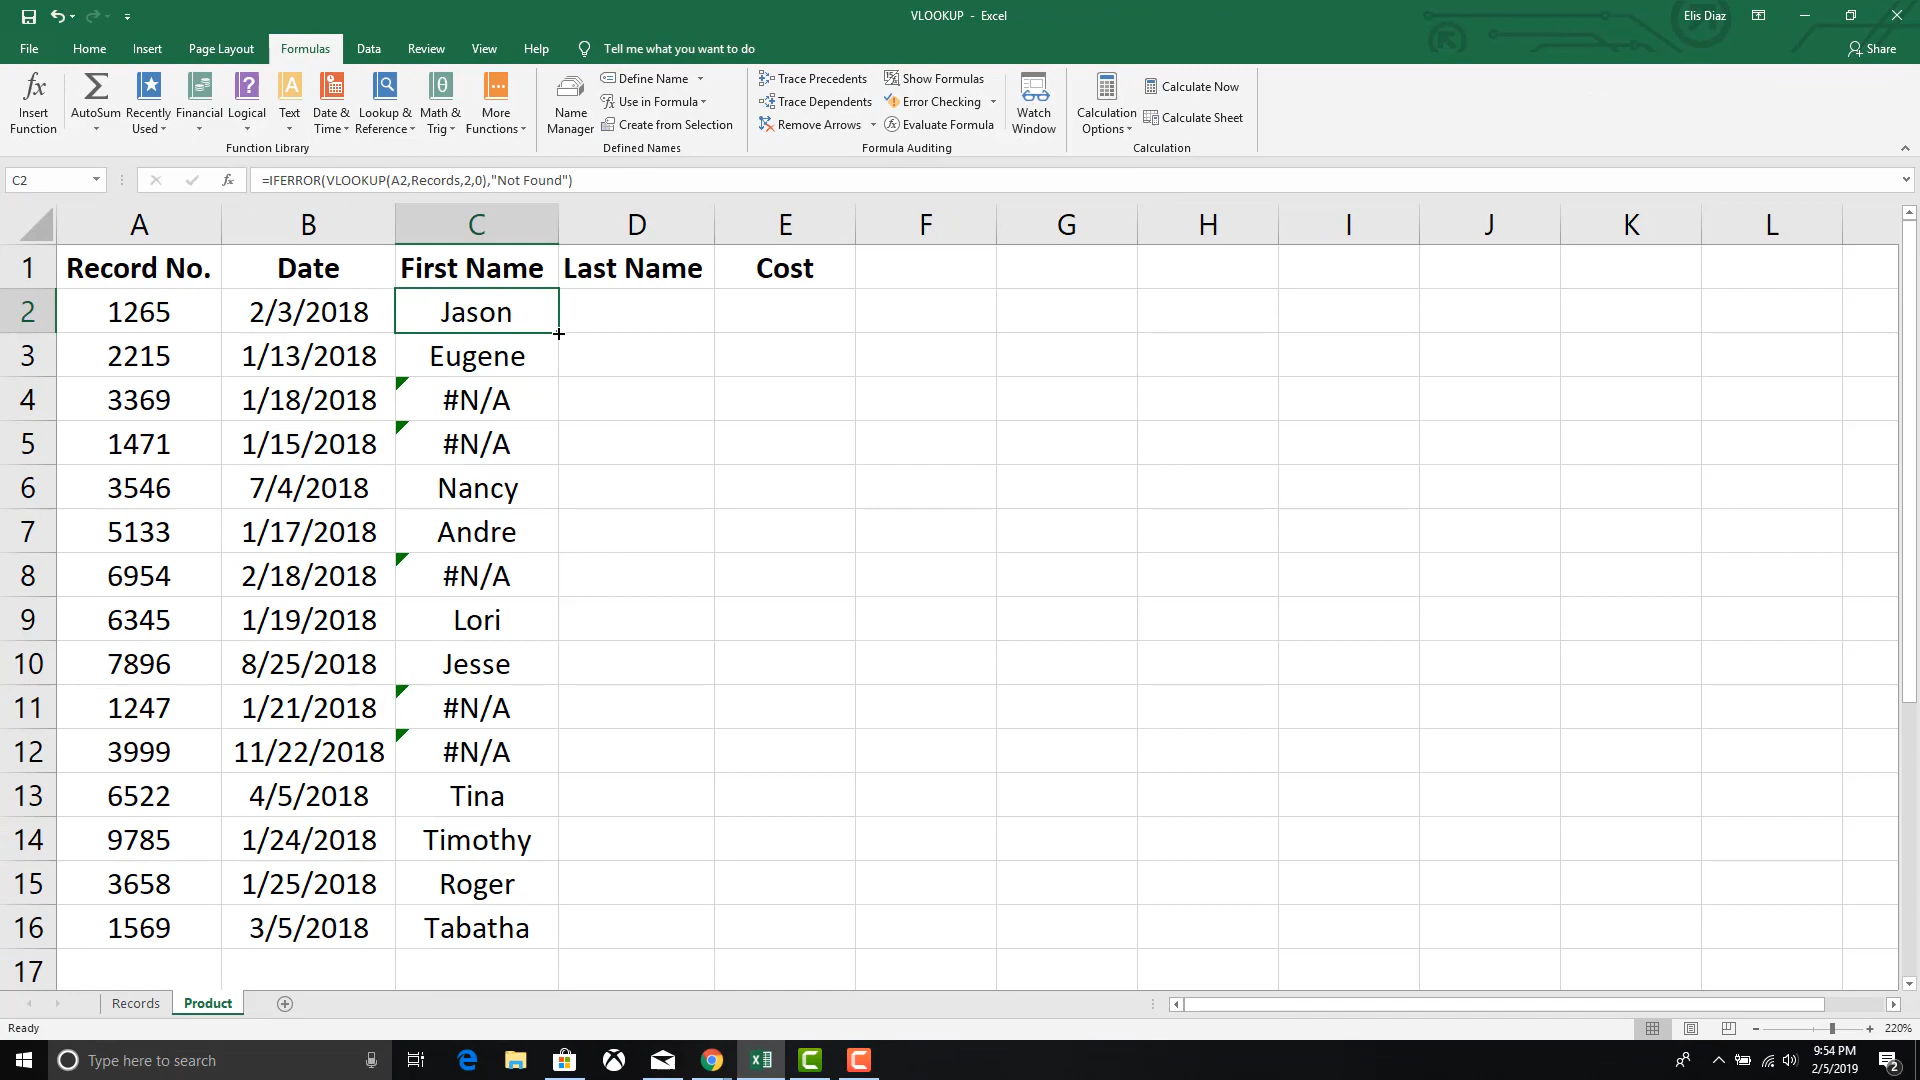 VLOOKUP - Excel
Elis Diaz
File Home Insert Page Layout Formulas Data Review View Help Tell me what you want to do
Share
Insert Function
AutoSum
Recently Used
Financial
Logical
Text
Date & Time
Lookup & Reference
Math & Trig
More Functions
Function Library
Name Manager
Define Name
Use in Formula
Create from Selection
Defined Names
Trace Precedents
Trace Dependents
Remove Arrows
Show Formulas
Error Checking
Evaluate Formula
Formula Auditing
Watch Window
Calculation Options
Calculate Now
Calculate Sheet
Calculation
C2 fx =IFERROR(VLOOKUP(A2,Records,2,0),"Not Found")
A B C D E F G H I J K L
1 Record No. Date First Name Last Name Cost
2 1265 2/3/2018 Jason
3 2215 1/13/2018 Eugene
4 3369 1/18/2018 #N/A
5 1471 1/15/2018 #N/A
6 3546 7/4/2018 Nancy
7 5133 1/17/2018 Andre
8 6954 2/18/2018 #N/A
9 6345 1/19/2018 Lori
10 7896 8/25/2018 Jesse
11 1247 1/21/2018 #N/A
12 3999 11/22/2018 #N/A
13 6522 4/5/2018 Tina
14 9785 1/24/2018 Timothy
15 3658 1/25/2018 Roger
16 1569 3/5/2018 Tabatha
17
Records Product
Ready
220%
Type here to search
9:54 PM
2/5/2019
2